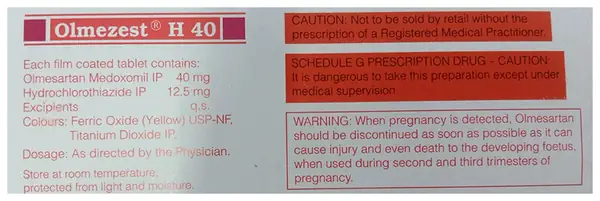 Olmezest® H 40
Each film coated tablet contains:
Olmesartan Medoxomil IP 40 mg
Hydrochlorothiazide IP 12.5 mg
Excipients q.s.
Colours: Ferric Oxide (Yellow) USP-NF,
Titanium Dioxide IP.
Dosage: As directed by the Physician.
Store at room temperature,
protected from light and moisture.
CAUTION: Not to be sold by retail without the
prescription of a Registered Medical Practitioner.
SCHEDULE G PRESCRIPTION DRUG - CAUTION:
It is dangerous to take this preparation except under
medical supervision
WARNING: When pregnancy is detected, Olmesartan
should be discontinued as soon as possible as it can
cause injury and even death to the developing foetus,
when used during second and third trimesters of
pregnancy.